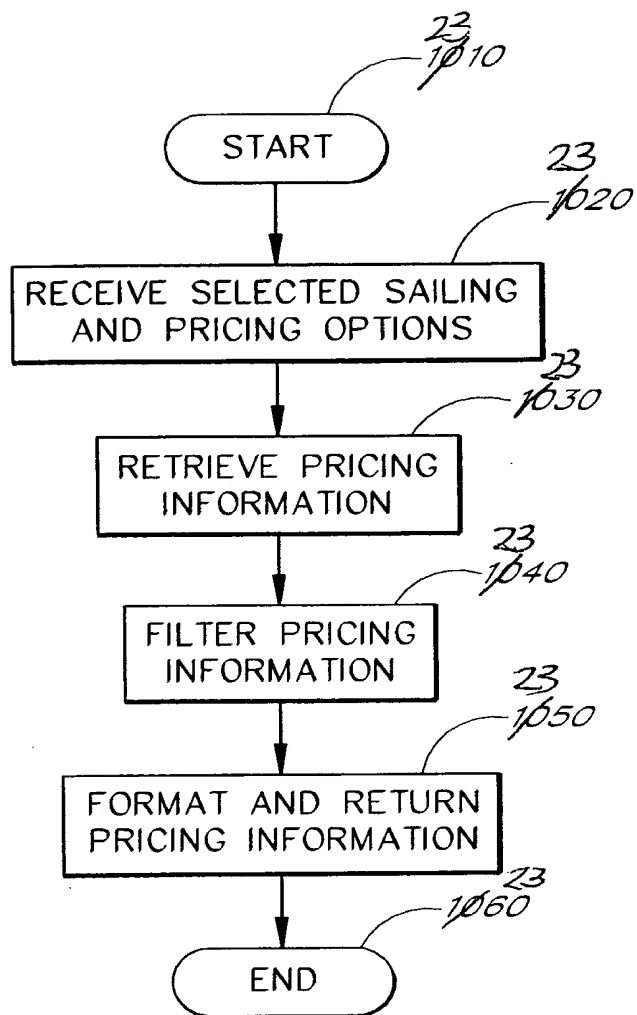 23
1010
START
23
1020
RECEIVE SELECTED SAILING
AND PRICING OPTIONS
23
1030
RETRIEVE PRICING
INFORMATION
23
1040
FILTER PRICING
INFORMATION
23
1050
FORMAT AND RETURN
PRICING INFORMATION
23
1060
END